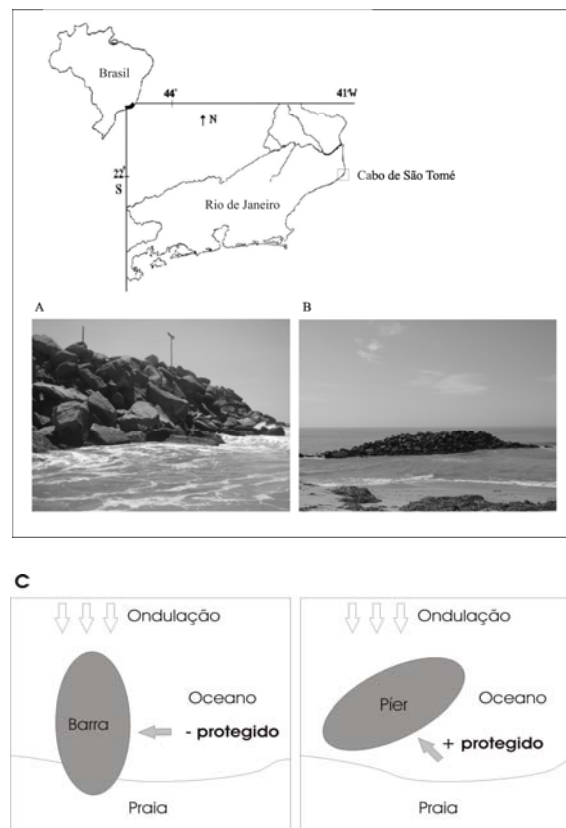 Brasil
44°
41°W
↑ N
22°
S
Cabo de São Tomé
Rio de Janeiro
A
B
C
Ondulação
Barra
Oceano
- protegido
Praia
Ondulação
Píer
Oceano
+ protegido
Praia